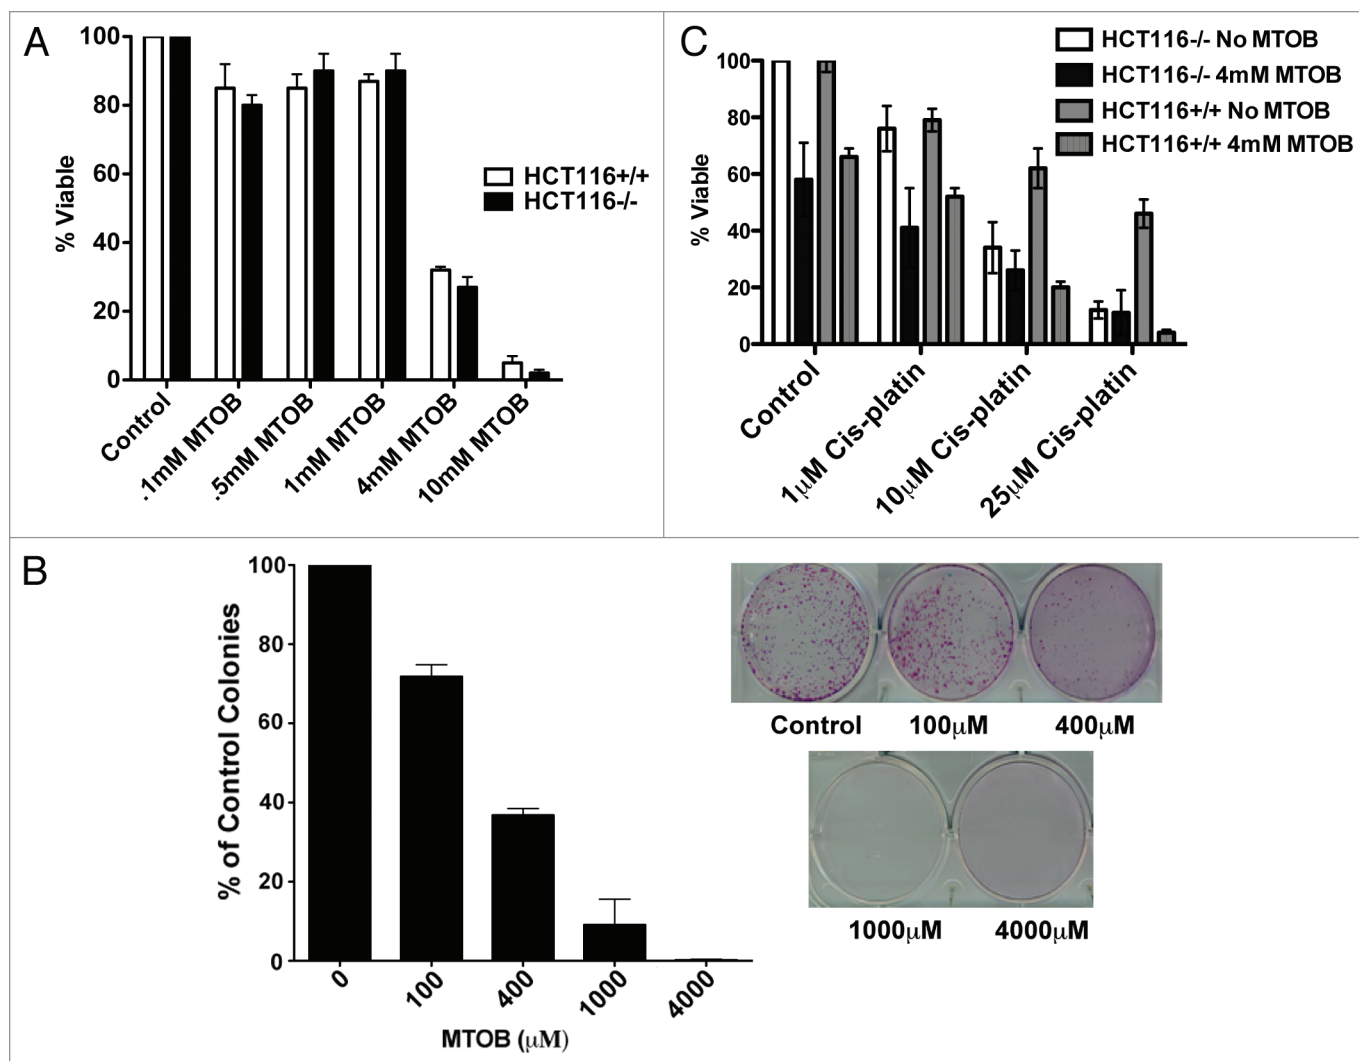 A
100
80
60
40
20
0
% Viable
HCT116+/+
HCT116-/-
Control
.1mM MTOB
.5mM MTOB
1mM MTOB
4mM MTOB
10mM MTOB
C
100
80
60
40
20
0
% Viable
HCT116-/- No MTOB
HCT116-/- 4mM MTOB
HCT116+/+ No MTOB
HCT116+/+ 4mM MTOB
Control
1µM Cis-platin
10µM Cis-platin
25µM Cis-platin
B
100
80
60
40
20
0
% of Control Colonies
0
100
400
1000
4000
MTOB (µM)
Control
100µM
400µM
1000µM
4000µM